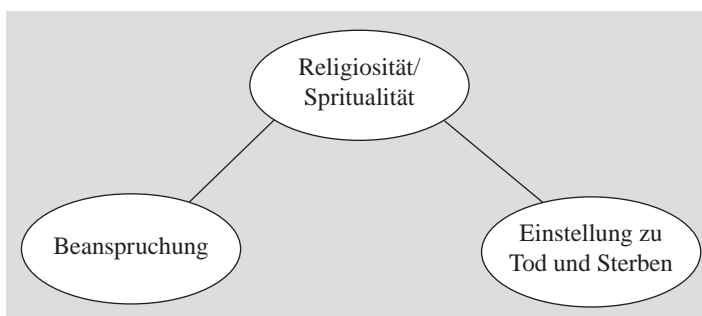 Religiosität/
Spritualität
Beanspruchung
Einstellung zu
Tod und Sterben